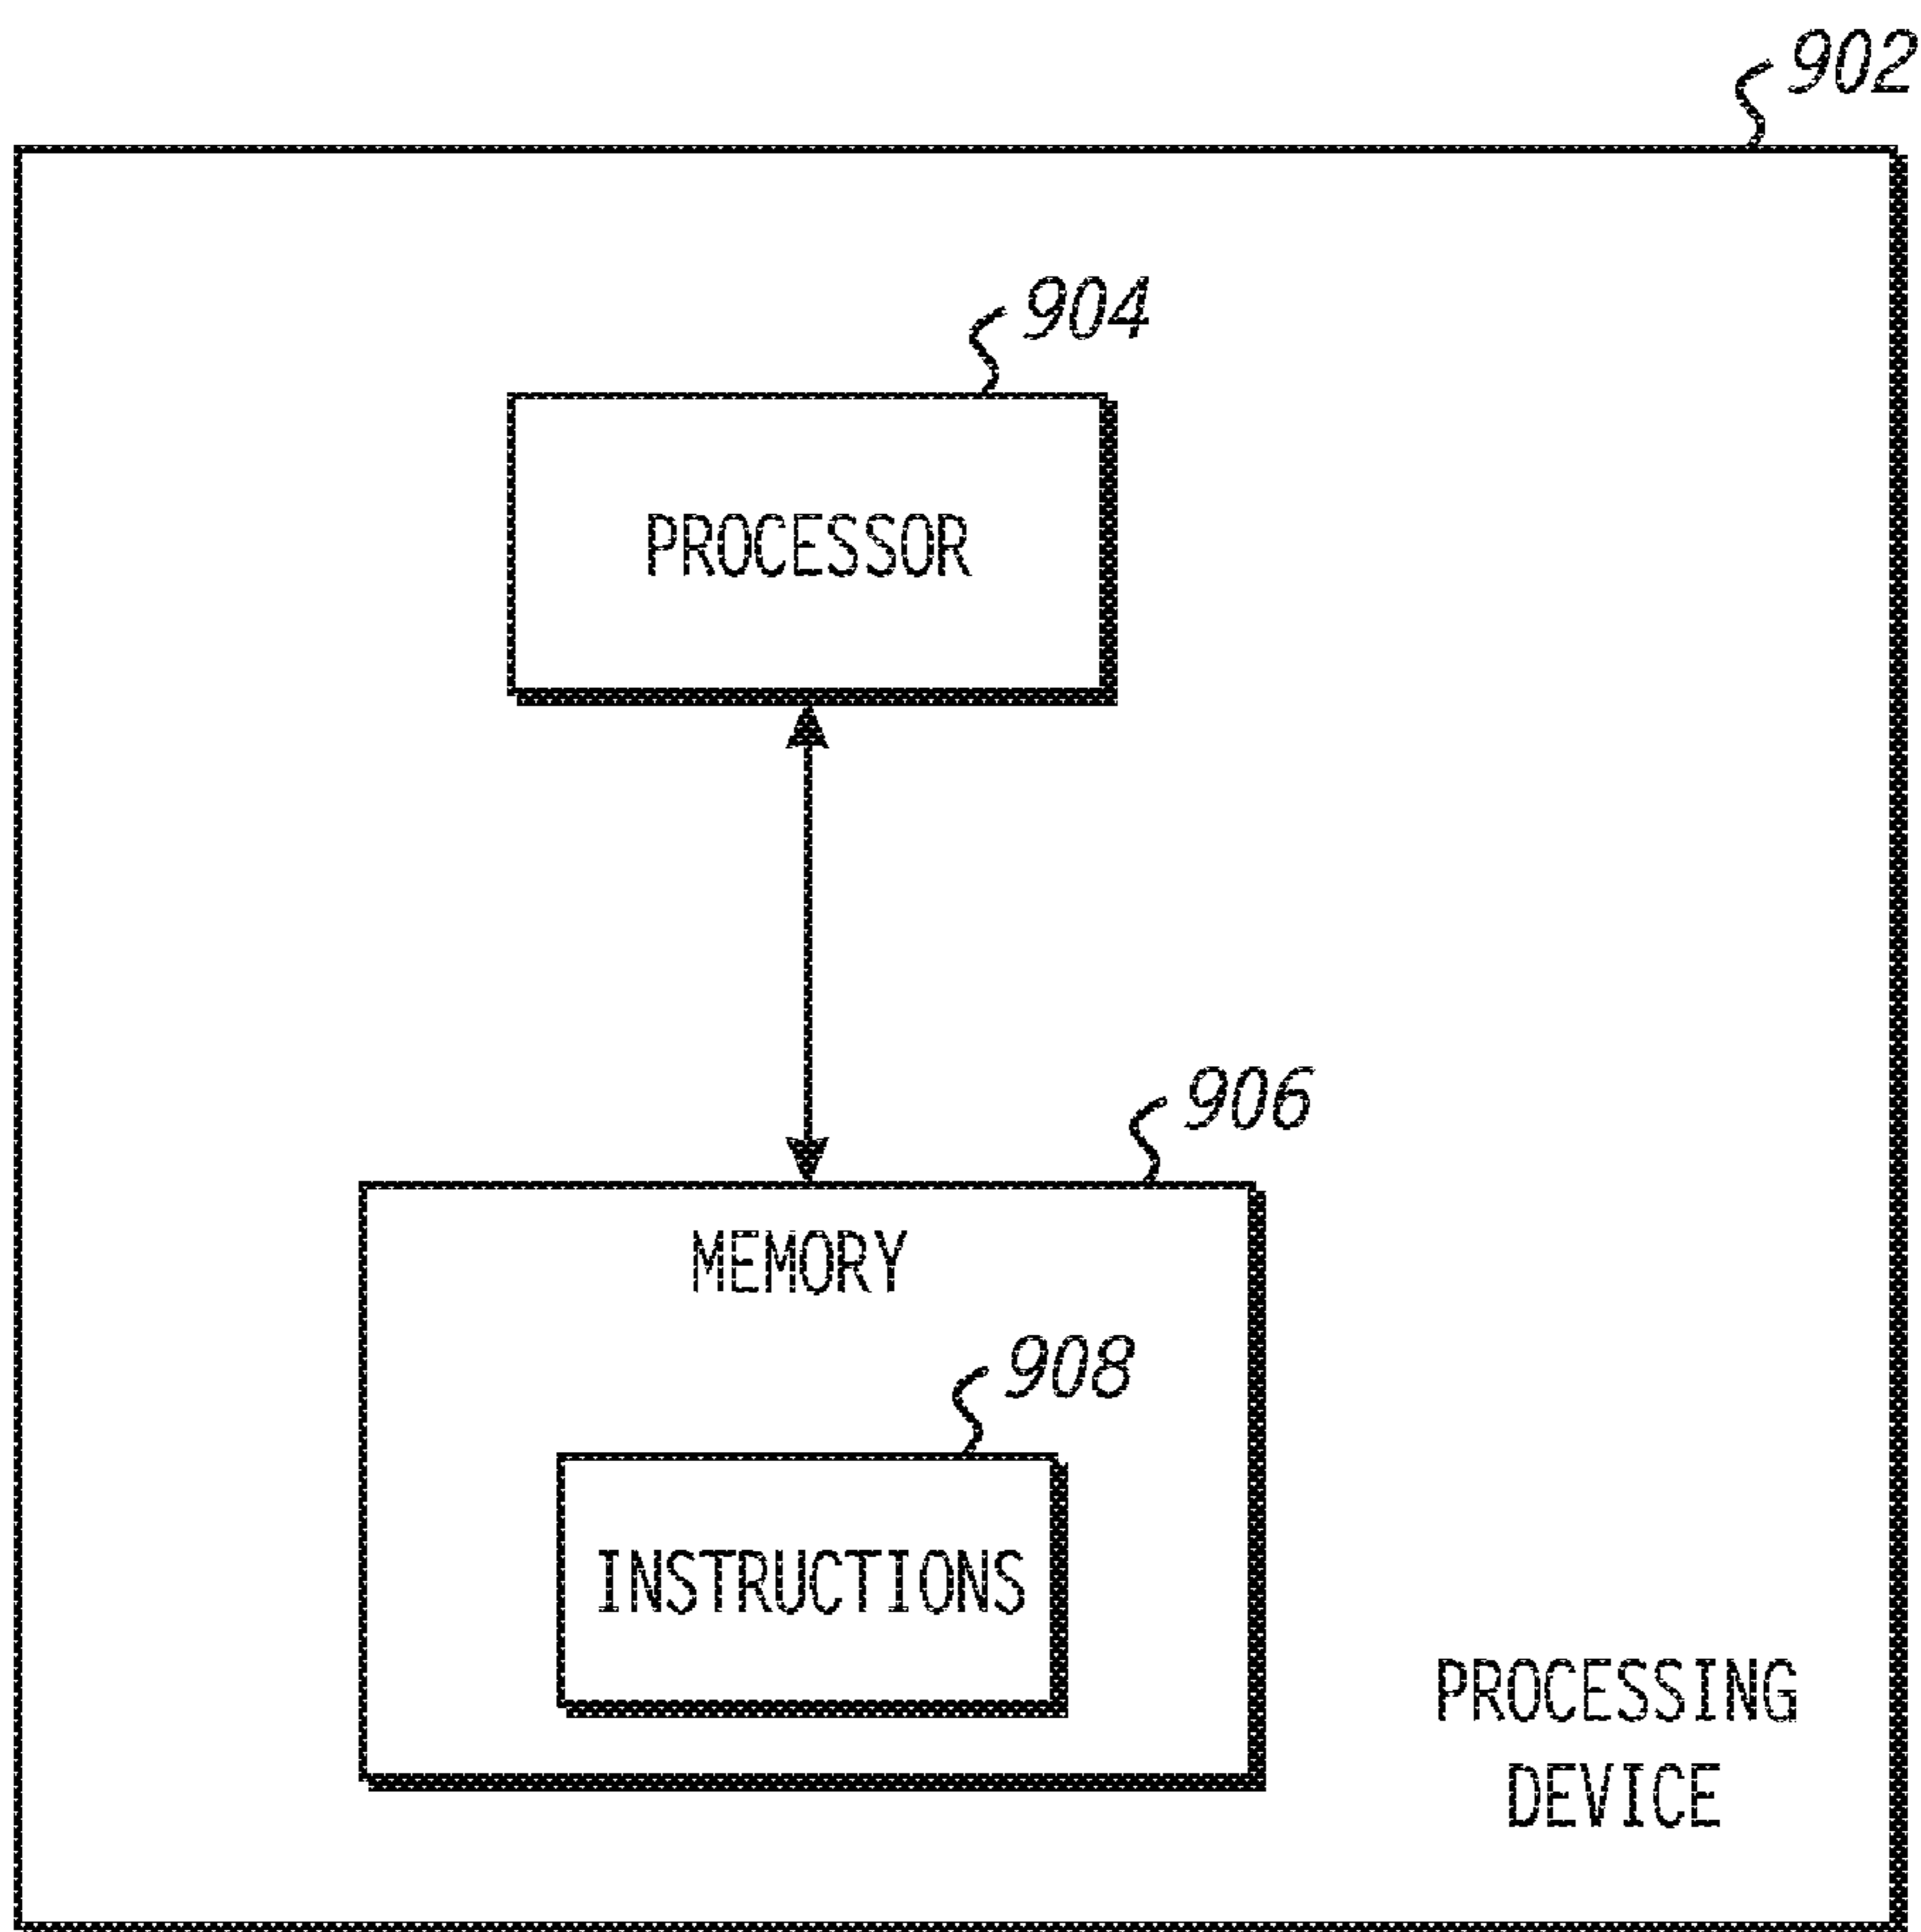 902
904
PROCESSOR
906
MEMORY
908
INSTRUCTIONS
PROCESSING
DEVICE